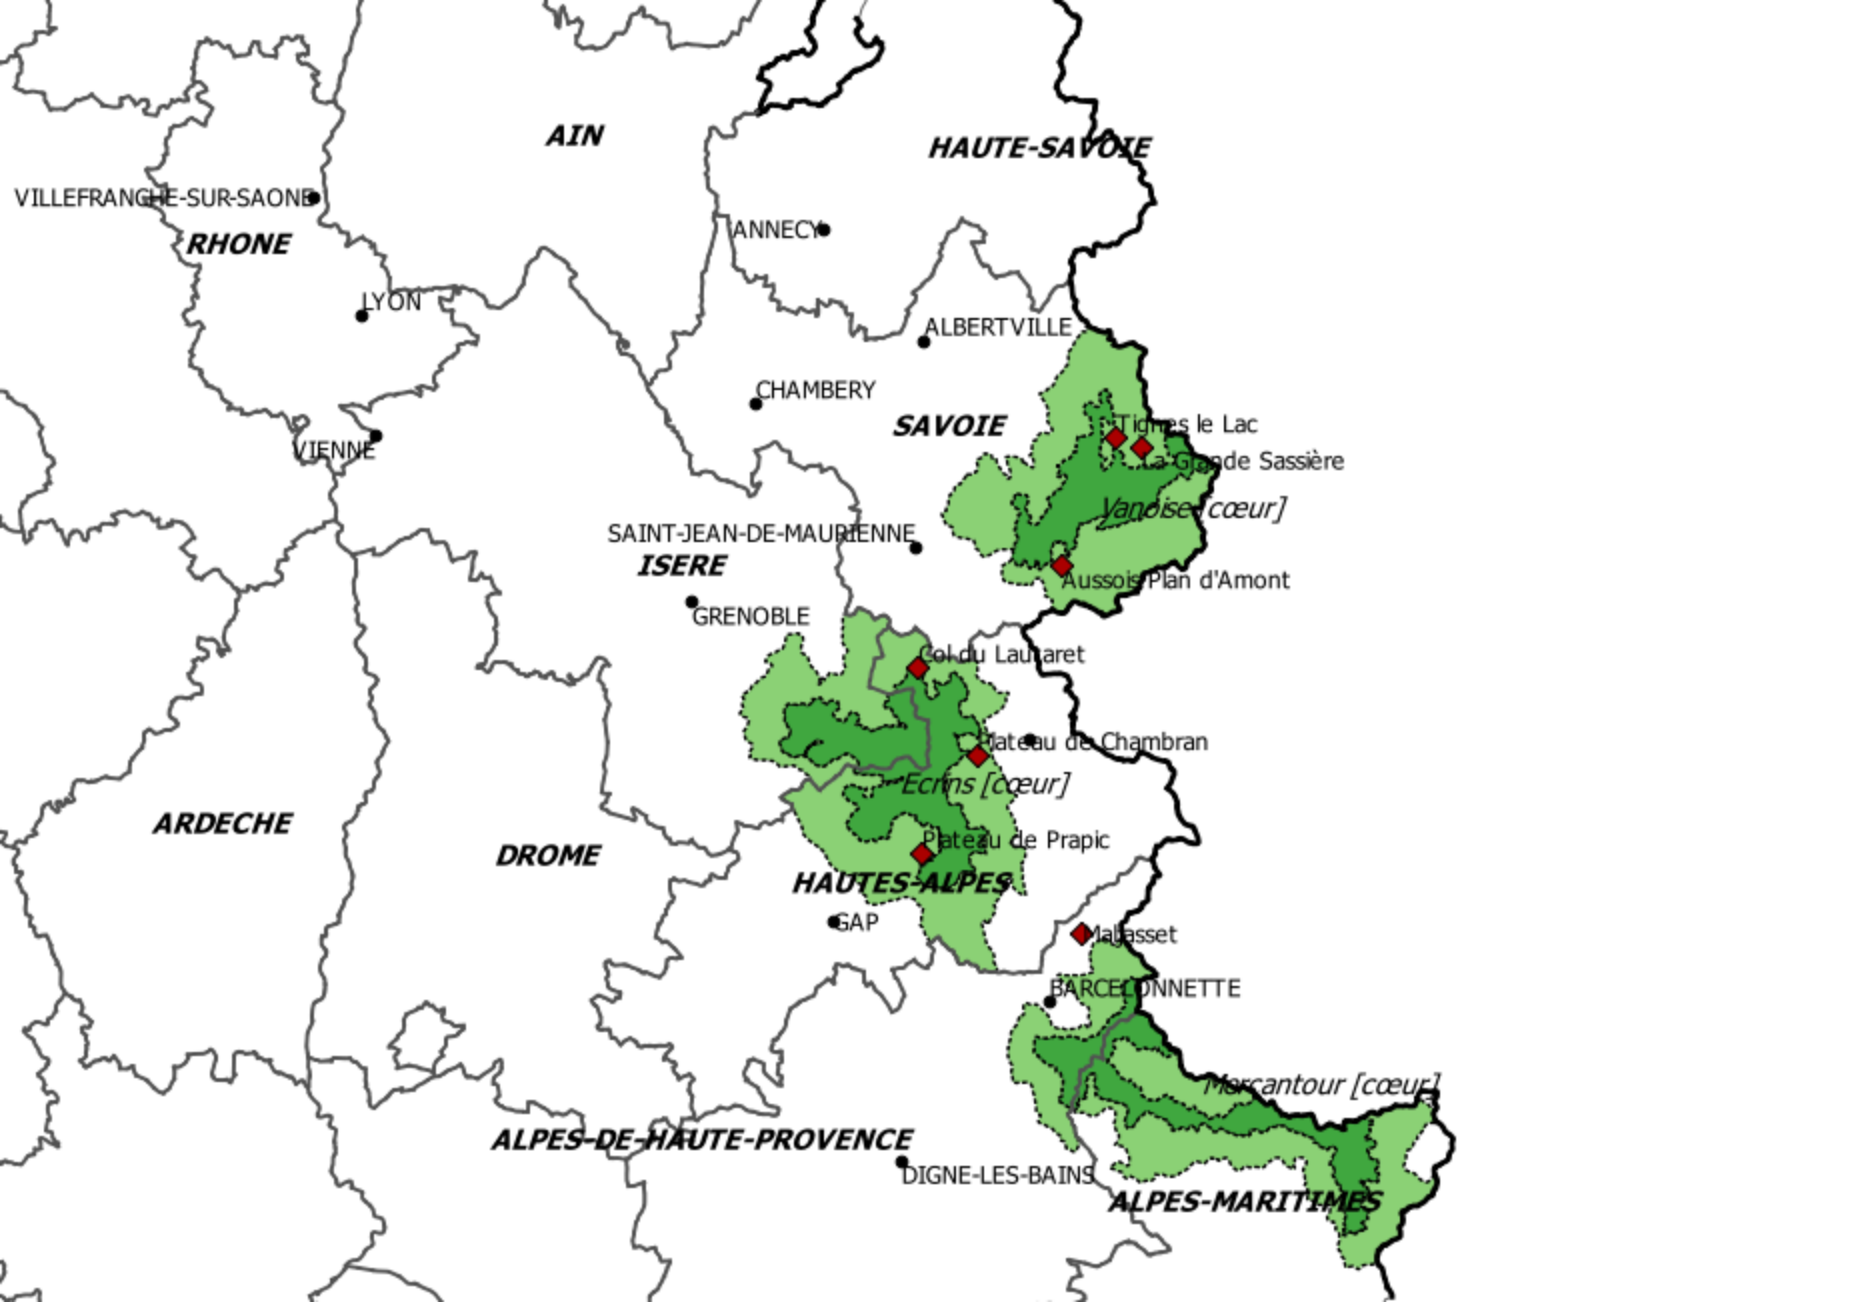 AIN
HAUTE-SAVOIE
VILLEFRANCHE-SUR-SAONE
ANNECY
RHONE
LYON
ALBERTVILLE
CHAMBERY
SAVOIE
Tignes le Lac
VIENNE
La Grande Sassière
Vanoise [cœur]
SAINT-JEAN-DE-MAURIENNE
ISERE
Aussois Plan d'Amont
GRENOBLE
Col du Lautaret
Plateau de Chambran
Ecrins [cœur]
ARDECHE
Plateau de Prapic
DROME
HAUTES-ALPES
GAP
Maljasset
BARCELONNETTE
Mercantour [cœur]
ALPES-DE-HAUTE-PROVENCE
DIGNE-LES-BAINS
ALPES-MARITIMES